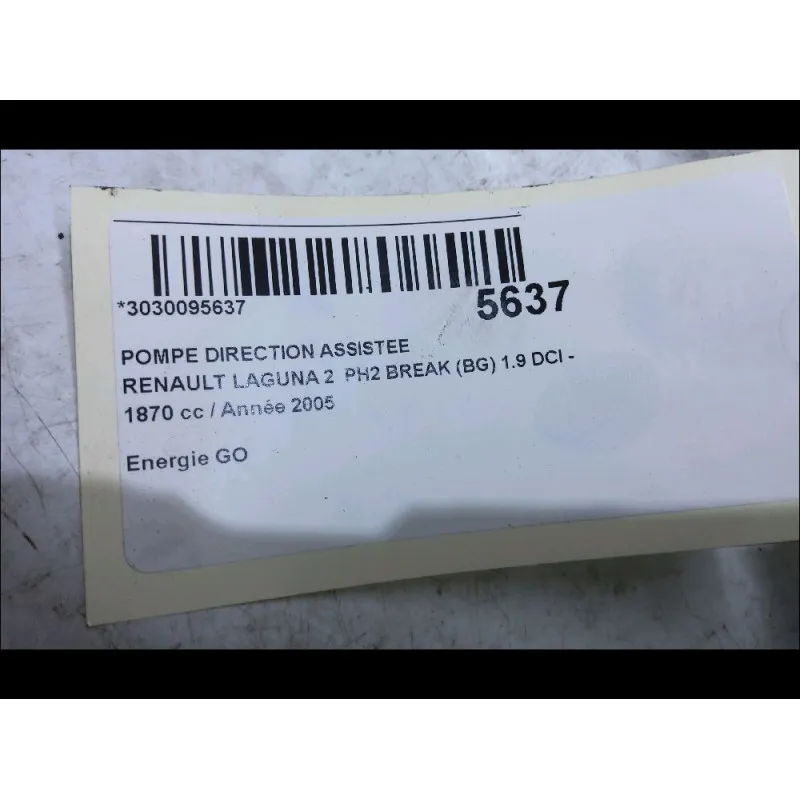 *3030095637 5637
POMPE DIRECTION ASSISTEE
RENAULT LAGUNA 2 PH2 BREAK (BG) 1.9 DCI -
1870 cc / Année 2005
Energie GO